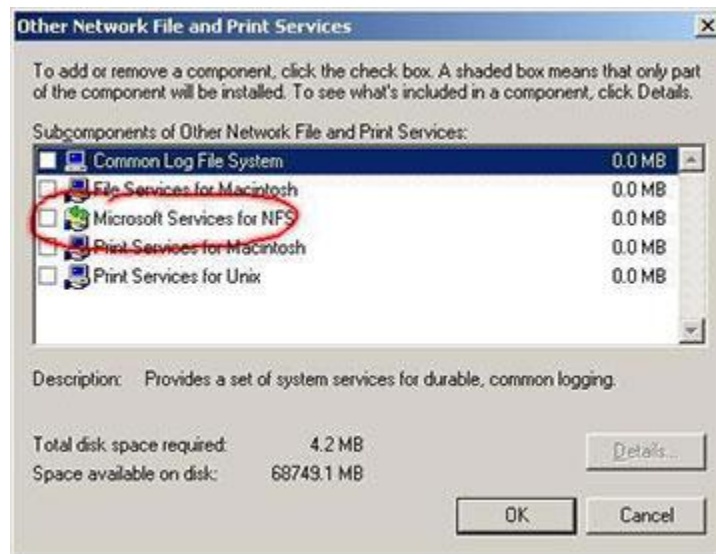 Other Network File and Print Services
To add or remove a component, click the check box. A shaded box means that only part
of the component will be installed. To see what's included in a component, click Details.
Subcomponents of Other Network File and Print Services:
Common Log File System 0.0 MB
File Services for Macintosh 0.0 MB
Microsoft Services for NFS 0.0 MB
Print Services for Macintosh 0.0 MB
Print Services for Unix 0.0 MB
Description: Provides a set of system services for durable, common logging.
Total disk space required: 4.2 MB
Details...
Space available on disk: 68749.1 MB
OK Cancel